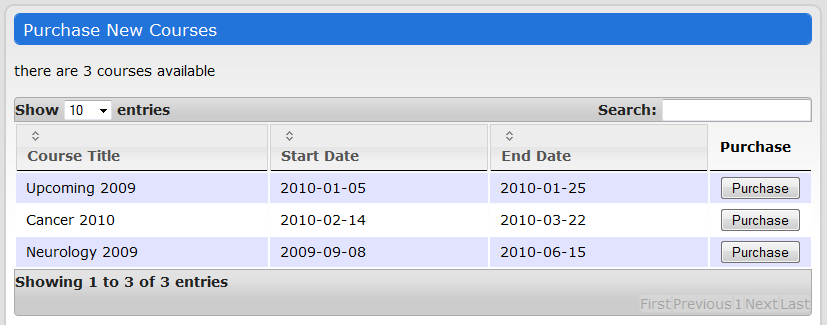 Purchase New Courses
there are 3 courses available
Show 10 entries Search:
Course Title Start Date End Date Purchase
Upcoming 2009 2010-01-05 2010-01-25 Purchase
Cancer 2010 2010-02-14 2010-03-22 Purchase
Neurology 2009 2009-09-08 2010-06-15 Purchase
Showing 1 to 3 of 3 entries
First Previous 1 Next Last